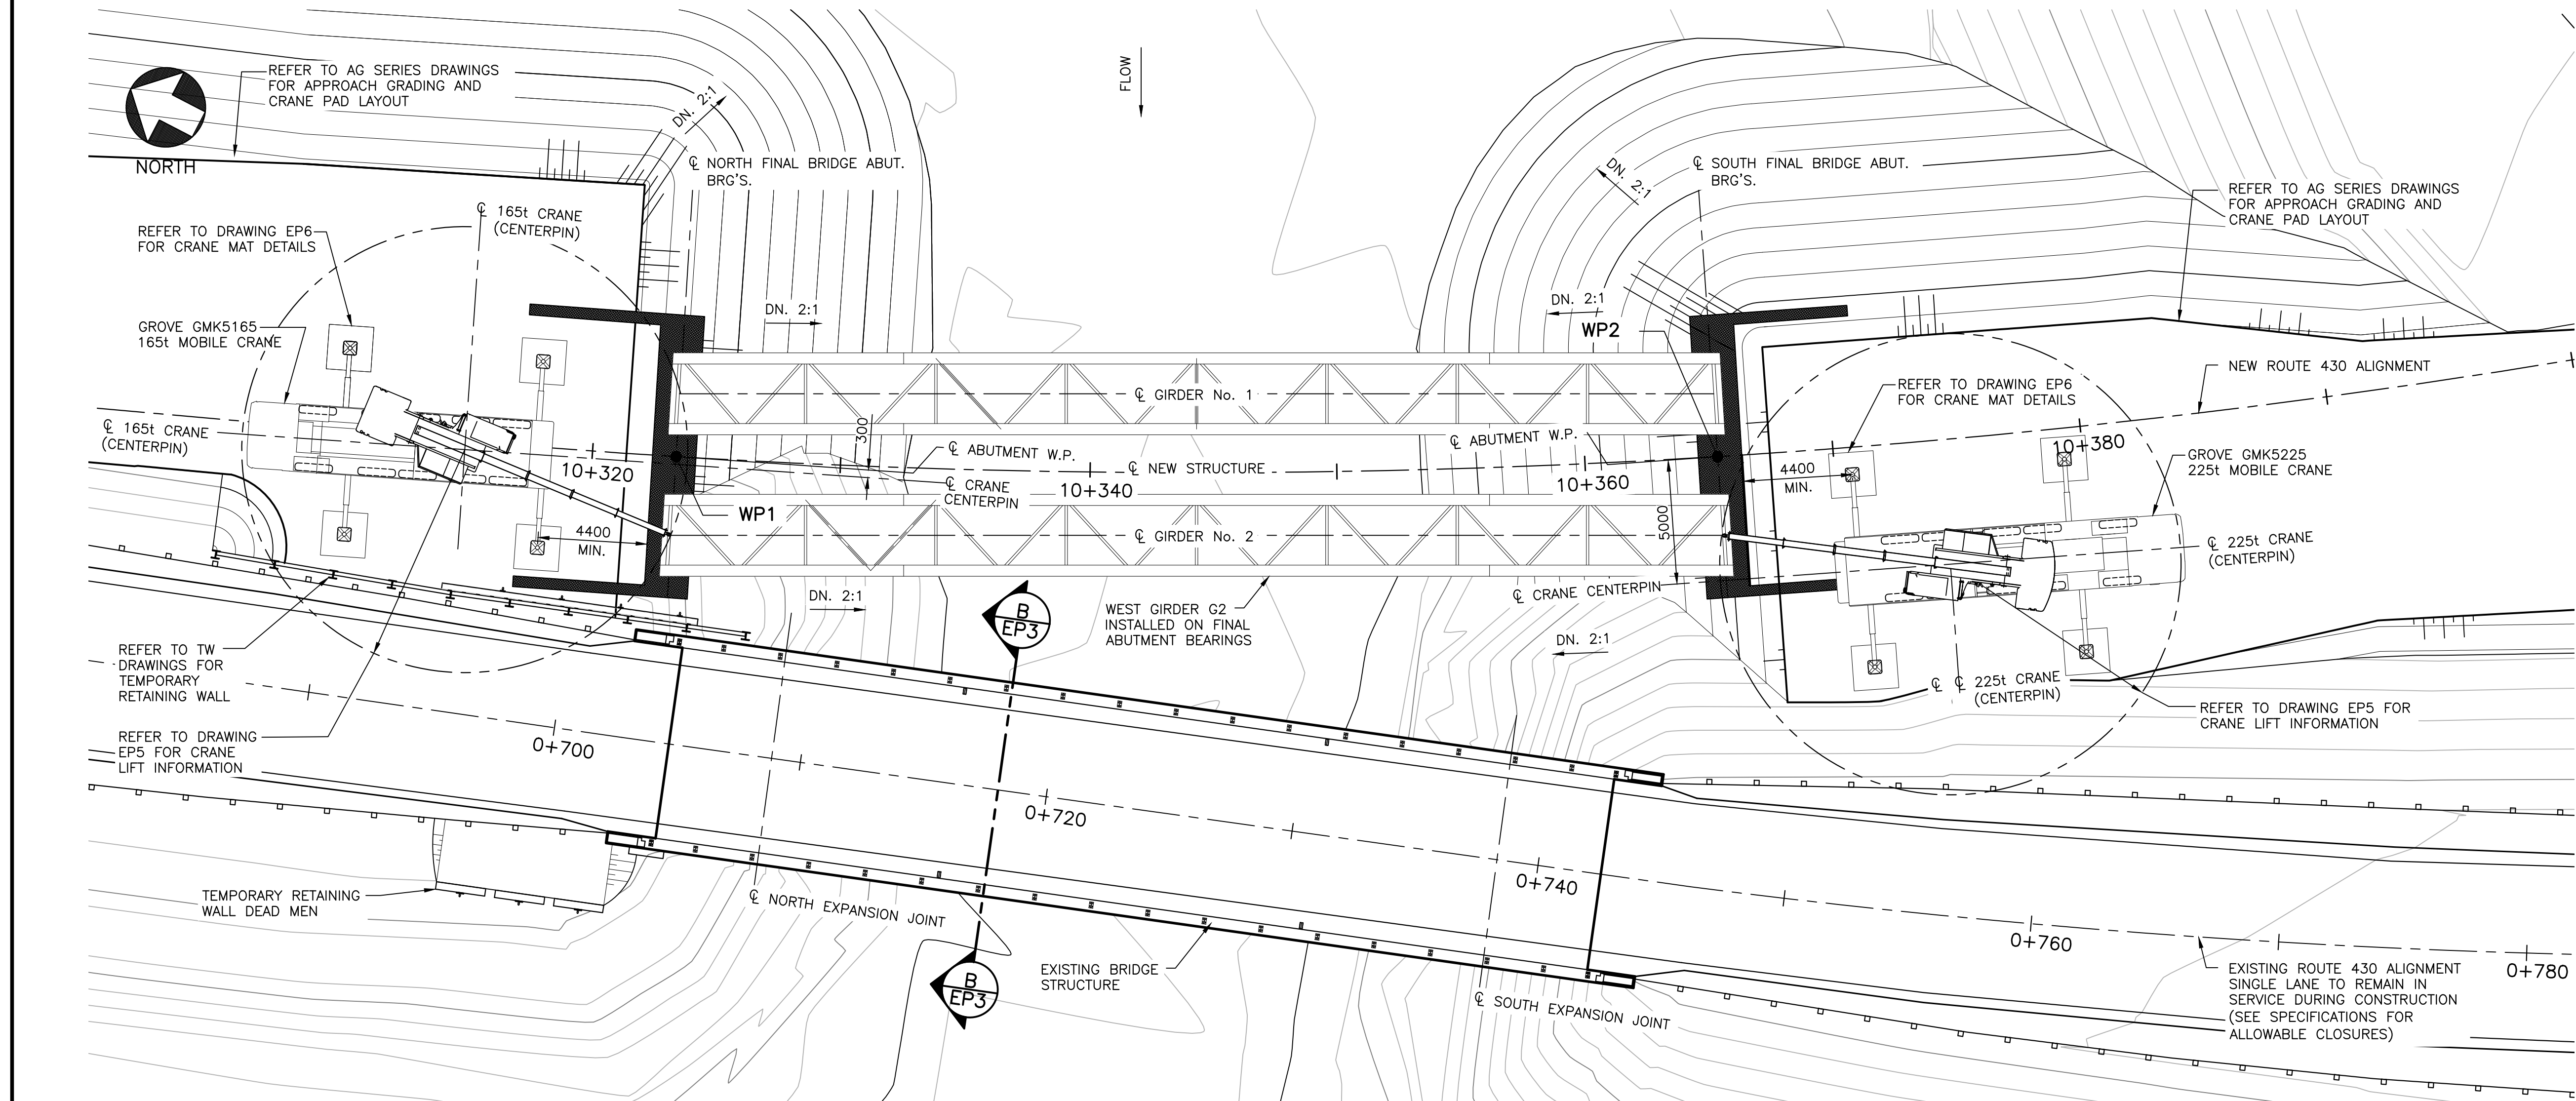 REFER TO AG SERIES DRAWINGS
FOR APPROACH GRADING AND
CRANE PAD LAYOUT
NORTH
FLOW
DN. 2:1
℄ NORTH FINAL BRIDGE ABUT.
BRG'S.
℄ SOUTH FINAL BRIDGE ABUT.
BRG'S.
DN. 2:1
REFER TO AG SERIES DRAWINGS
FOR APPROACH GRADING AND
CRANE PAD LAYOUT
℄ 165t CRANE
(CENTERPIN)
REFER TO DRAWING EP6
FOR CRANE MAT DETAILS
GROVE GMK5165
165t MOBILE CRANE
DN. 2:1
DN. 2:1
WP2
NEW ROUTE 430 ALIGNMENT
REFER TO DRAWING EP6
FOR CRANE MAT DETAILS
℄ GIRDER No. 1
℄ 165t CRANE
(CENTERPIN)
300
℄ ABUTMENT W.P.
℄ ABUTMENT W.P.
10+320
℄ NEW STRUCTURE
℄ CRANE
CENTERPIN
10+340
10+360
4400
MIN.
10+380
GROVE GMK5225
225t MOBILE CRANE
WP1
4400
MIN.
℄ GIRDER No. 2
5000
℄ 225t CRANE
(CENTERPIN)
℄ CRANE CENTERPIN
DN. 2:1
B
EP3
WEST GIRDER G2
INSTALLED ON FINAL
ABUTMENT BEARINGS
DN. 2:1
REFER TO TW
DRAWINGS FOR
TEMPORARY
RETAINING WALL
℄ ℄ 225t CRANE
(CENTERPIN)
REFER TO DRAWING EP5 FOR
CRANE LIFT INFORMATION
REFER TO DRAWING
EP5 FOR CRANE
LIFT INFORMATION
0+700
0+720
0+740
0+760
0+780
TEMPORARY RETAINING
WALL DEAD MEN
℄ NORTH EXPANSION JOINT
B
EP3
EXISTING BRIDGE
STRUCTURE
℄ SOUTH EXPANSION JOINT
EXISTING ROUTE 430 ALIGNMENT
SINGLE LANE TO REMAIN IN
SERVICE DURING CONSTRUCTION
(SEE SPECIFICATIONS FOR
ALLOWABLE CLOSURES)